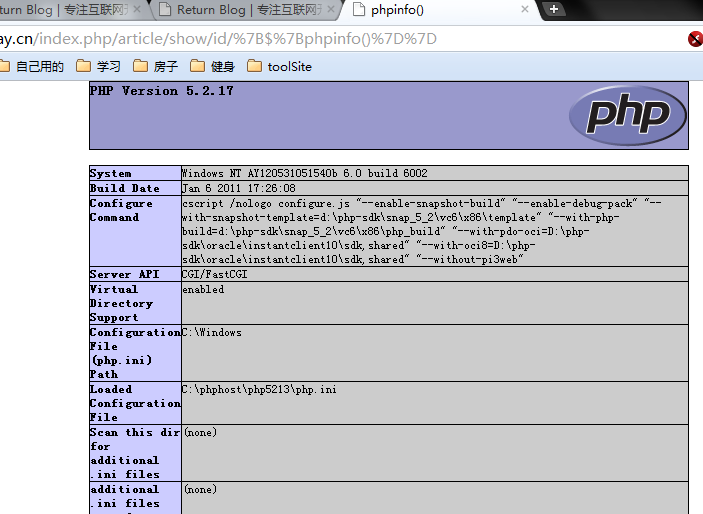 turn Blog | 专注互联网
Return Blog | 专注互联网
phpinfo()
ay.cn/index.php/article/show/id/%7B$%7Bphpinfo()%7D%7D
自己用的 学习 房子 健身 toolSite
PHP Version 5.2.17
php
System Windows NT AY120531051540b 6.0 build 6002
Build Date Jan 6 2011 17:26:08
Configure cscript /nologo configure.js "--enable-snapshot-build" "--enable-debug-pack" "--
Command with-snapshot-template=d:\php-sdk\snap_5_2\vc6\x86\template" "--with-php-
build=d:\php-sdk\snap_5_2\vc6\x86\php_build" "--with-pdo-oci=D:\php-
sdk\oracle\instantclient10\sdk,shared" "--with-oci8=D:\php-
sdk\oracle\instantclient10\sdk,shared" "--without-pi3web"
Server API CGI/FastCGI
Virtual enabled
Directory
Support
Configuration C:\Windows
File
(php.ini)
Path
Loaded C:\phphost\php5213\php.ini
Configuration
File
Scan this dir (none)
for
additional
.ini files
additional (none)
.ini files